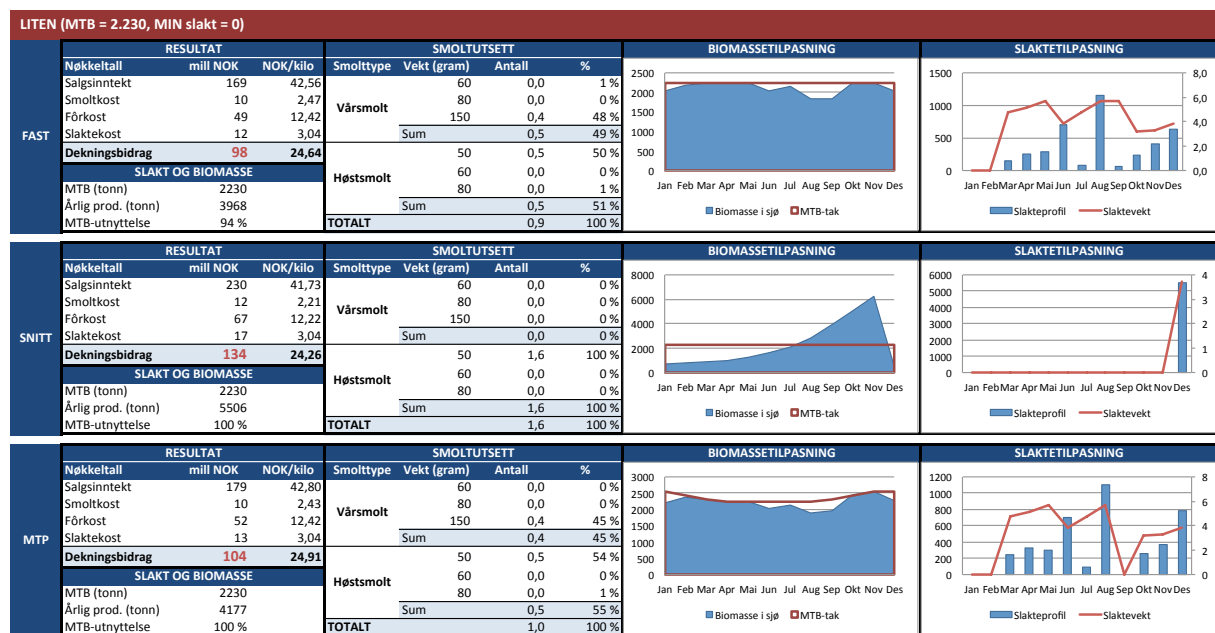 LITEN (MTB = 2.230, MIN slakt = 0)
FAST
RESULTAT
Nøkkeltall mill NOK NOK/kilo
Salgsinntekt 169 42,56
Smoltkost 10 2,47
Fôrkost 49 12,42
Slaktekost 12 3,04
Dekningsbidrag 98 24,64
SLAKT OG BIOMASSE
MTB (tonn) 2230
Årlig prod. (tonn) 3968
MTB-utnyttelse 94 %
SMOLTUTSETT
Smolttype Vekt (gram) Antall %
Vårsmolt
60 0,0 1 %
80 0,0 0 %
150 0,4 48 %
Sum 0,5 49 %
Høstsmolt
50 0,5 50 %
60 0,0 0 %
80 0,0 1 %
Sum 0,5 51 %
TOTALT 0,9 100 %
BIOMASSETILPASNING
2500
2000
1500
1000
500
0
Jan Feb Mar Apr Mai Jun Jul Aug Sep Okt Nov Des
Biomasse i sjø MTB-tak
SLAKTETILPASNING
1500 8,0
6,0
1000
4,0
500
2,0
0 0,0
Jan Feb Mar Apr Mai Jun Jul Aug Sep Okt Nov Des
Slakteprofil Slaktevekt
SNITT
RESULTAT
Nøkkeltall mill NOK NOK/kilo
Salgsinntekt 230 41,73
Smoltkost 12 2,21
Fôrkost 67 12,22
Slaktekost 17 3,04
Dekningsbidrag 134 24,26
SLAKT OG BIOMASSE
MTB (tonn) 2230
Årlig prod. (tonn) 5506
MTB-utnyttelse 100 %
SMOLTUTSETT
Smolttype Vekt (gram) Antall %
Vårsmolt
60 0,0 0 %
80 0,0 0 %
150 0,0 0 %
Sum 0,0 0 %
Høstsmolt
50 1,6 100 %
60 0,0 0 %
80 0,0 0 %
Sum 1,6 100 %
TOTALT 1,6 100 %
BIOMASSETILPASNING
8000
6000
4000
2000
0
Jan Feb Mar Apr Mai Jun Jul Aug Sep Okt Nov Des
Biomasse i sjø MTB-tak
SLAKTETILPASNING
6000 4
5000
3
4000
3000 2
2000
1
1000
0 0
Jan Feb Mar Apr Mai Jun Jul Aug Sep Okt Nov Des
Slakteprofil Slaktevekt
MTP
RESULTAT
Nøkkeltall mill NOK NOK/kilo
Salgsinntekt 179 42,80
Smoltkost 10 2,43
Fôrkost 52 12,42
Slaktekost 13 3,04
Dekningsbidrag 104 24,91
SLAKT OG BIOMASSE
MTB (tonn) 2230
Årlig prod. (tonn) 4177
MTB-utnyttelse 100 %
SMOLTUTSETT
Smolttype Vekt (gram) Antall %
Vårsmolt
60 0,0 0 %
80 0,0 0 %
150 0,4 45 %
Sum 0,4 45 %
Høstsmolt
50 0,5 54 %
60 0,0 0 %
80 0,0 1 %
Sum 0,5 55 %
TOTALT 1,0 100 %
BIOMASSETILPASNING
3000
2500
2000
1500
1000
500
0
Jan Feb Mar Apr Mai Jun Jul Aug Sep Okt Nov Des
Biomasse i sjø MTB-tak
SLAKTETILPASNING
1200 8
1000
6
800
600 4
400
2
200
0 0
Jan Feb Mar Apr Mai Jun Jul Aug Sep Okt Nov Des
Slakteprofil Slaktevekt